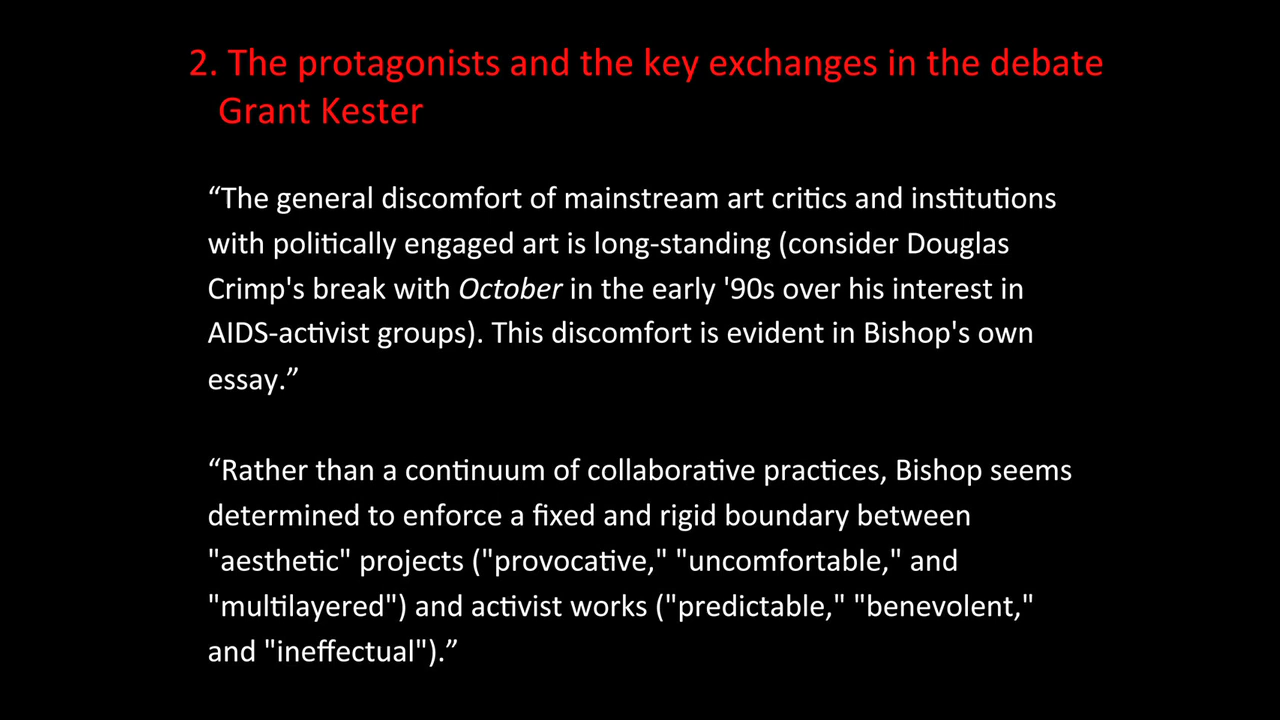 2. The protagonists and the key exchanges in the debate
Grant Kester
“The general discomfort of mainstream art critics and institutions
with politically engaged art is long-standing (consider Douglas
Crimp's break with October in the early '90s over his interest in
AIDS-activist groups). This discomfort is evident in Bishop's own
essay.”
“Rather than a continuum of collaborative practices, Bishop seems
determined to enforce a fixed and rigid boundary between
"aesthetic" projects ("provocative," "uncomfortable," and
"multilayered") and activist works ("predictable," "benevolent,"
and "ineffectual").”